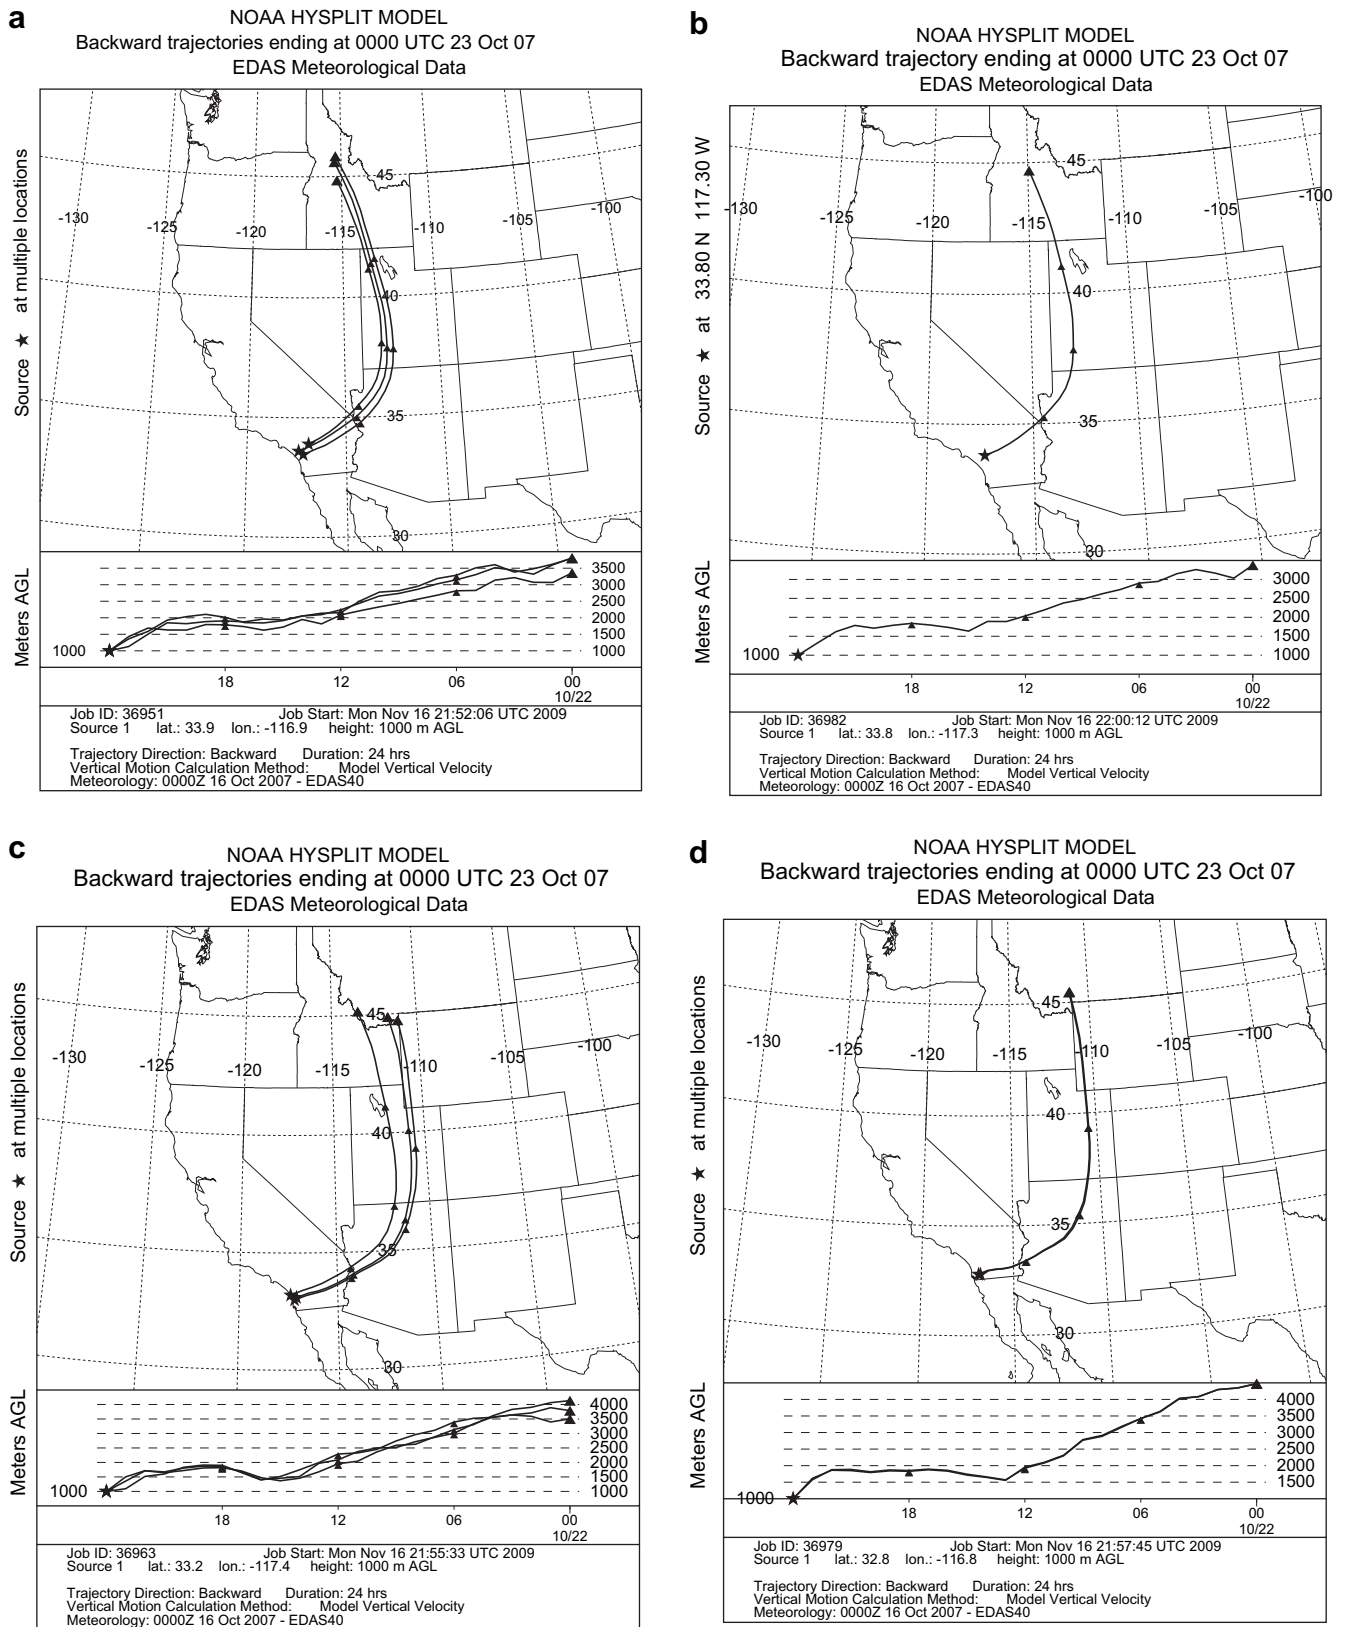 a
NOAA HYSPLIT MODEL
Backward trajectories ending at 0000 UTC 23 Oct 07
EDAS Meteorological Data
Source ★ at multiple locations
45
-130
-125
-120
-115
-110
-105
-100
40
35
30
Meters AGL
3500
3000
2500
2000
1500
1000
1000
18 12 06 00
10/22
Job ID: 36951 Job Start: Mon Nov 16 21:52:06 UTC 2009
Source 1 lat.: 33.9 lon.: -116.9 height: 1000 m AGL
Trajectory Direction: Backward Duration: 24 hrs
Vertical Motion Calculation Method: Model Vertical Velocity
Meteorology: 0000Z 16 Oct 2007 - EDAS40
b
NOAA HYSPLIT MODEL
Backward trajectory ending at 0000 UTC 23 Oct 07
EDAS Meteorological Data
Source ★ at 33.80 N 117.30 W
45
-130
-125
-120
-115
-110
-105
-100
40
35
30
Meters AGL
3000
2500
2000
1500
1000
1000
18 12 06 00
10/22
Job ID: 36982 Job Start: Mon Nov 16 22:00:12 UTC 2009
Source 1 lat.: 33.8 lon.: -117.3 height: 1000 m AGL
Trajectory Direction: Backward Duration: 24 hrs
Vertical Motion Calculation Method: Model Vertical Velocity
Meteorology: 0000Z 16 Oct 2007 - EDAS40
c
NOAA HYSPLIT MODEL
Backward trajectories ending at 0000 UTC 23 Oct 07
EDAS Meteorological Data
Source ★ at multiple locations
45
-130
-125
-120
-115
-110
-105
-100
40
35
30
Meters AGL
4000
3500
3000
2500
2000
1500
1000
1000
18 12 06 00
10/22
Job ID: 36963 Job Start: Mon Nov 16 21:55:33 UTC 2009
Source 1 lat.: 33.2 lon.: -117.4 height: 1000 m AGL
Trajectory Direction: Backward Duration: 24 hrs
Vertical Motion Calculation Method: Model Vertical Velocity
Meteorology: 0000Z 16 Oct 2007 - EDAS40
d
NOAA HYSPLIT MODEL
Backward trajectories ending at 0000 UTC 23 Oct 07
EDAS Meteorological Data
Source ★ at multiple locations
45
-130
-125
-120
-115
-110
-105
-100
40
35
30
Meters AGL
4000
3500
3000
2500
2000
1500
1000
18 12 06 00
10/22
Job ID: 36979 Job Start: Mon Nov 16 21:57:45 UTC 2009
Source 1 lat.: 32.8 lon.: -116.8 height: 1000 m AGL
Trajectory Direction: Backward Duration: 24 hrs
Vertical Motion Calculation Method: Model Vertical Velocity
Meteorology: 0000Z 16 Oct 2007 - EDAS40